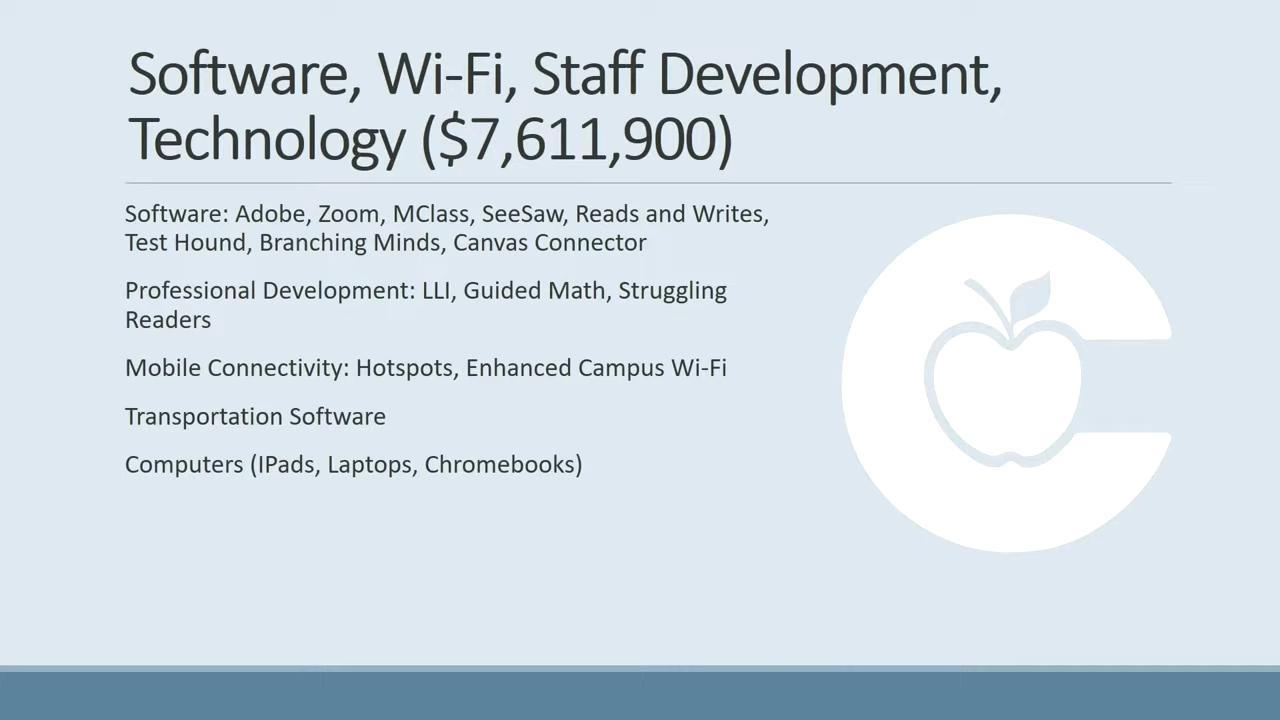 Software, Wi-Fi, Staff Development,
Technology ($7,611,900)
Software: Adobe, Zoom, MClass, SeeSaw, Reads and Writes,
Test Hound, Branching Minds, Canvas Connector
Professional Development: LLI, Guided Math, Struggling
Readers
Mobile Connectivity: Hotspots, Enhanced Campus Wi-Fi
Transportation Software
Computers (IPads, Laptops, Chromebooks)